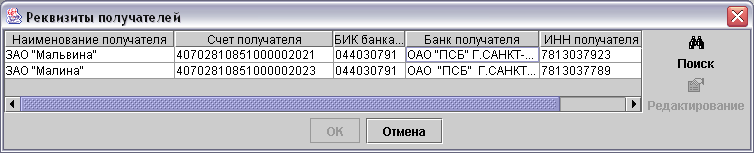 Реквизиты получателей
Наименование получателя Счет получателя БИК банка... Банк получателя ИНН получателя
ЗАО "Мальвина" 40702810851000002021 044030791 ОАО "ПСБ" Г.САНКТ-... 7813037923
ЗАО "Малина" 40702810851000002023 044030791 ОАО "ПСБ" Г.САНКТ... 7813037789
Поиск
Редактирование
OK Отмена